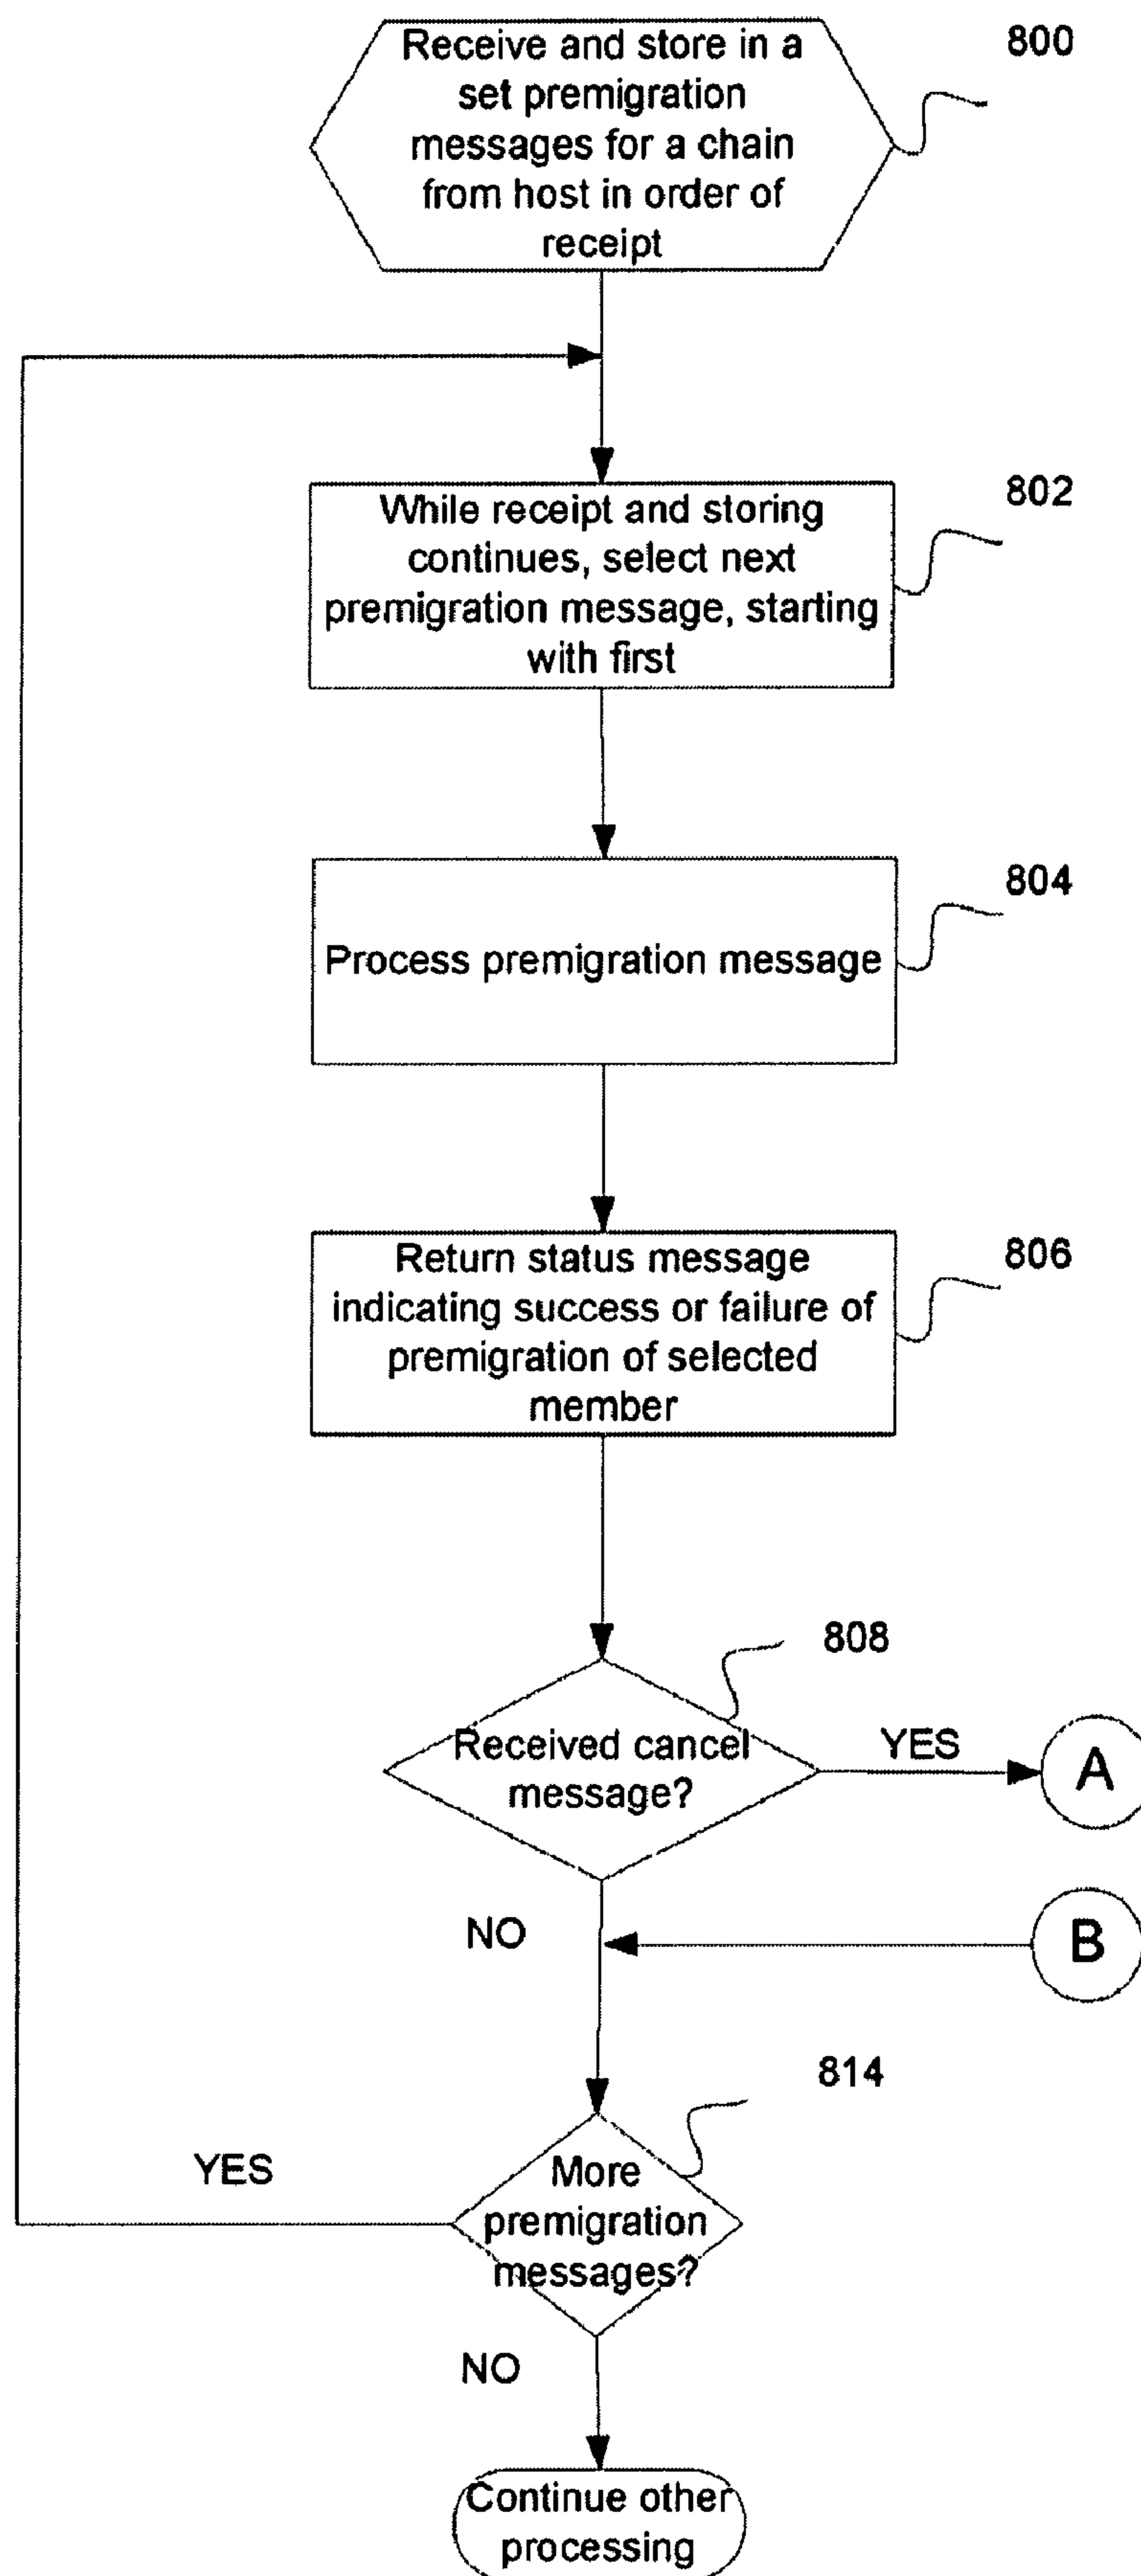 Receive and store in a
set premigration
messages for a chain
from host in order of
receipt
800
While receipt and storing
continues, select next
premigration message, starting
with first
802
Process premigration message
804
Return status message
indicating success or failure of
premigration of selected
member
806
808
Received cancel
message?
YES
A
NO
B
814
More
premigration
messages?
YES
NO
Continue other
processing